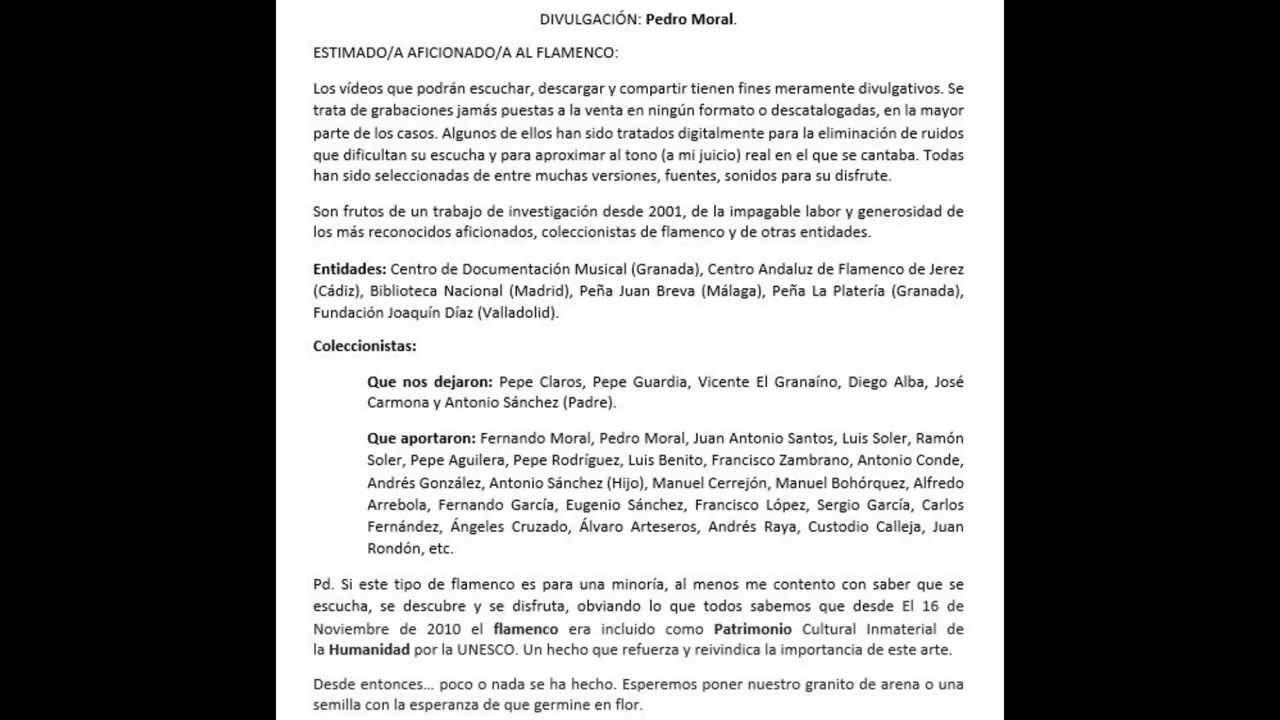 DIVULGACIÓN: Pedro Moral.
ESTIMADO/A AFICIONADO/A AL FLAMENCO:
Los vídeos que podrán escuchar, descargar y compartir tienen fines meramente divulgativos. Se
trata de grabaciones jamás puestas a la venta en ningún formato o descatalogadas, en la mayor
parte de los casos. Algunos de ellos han sido tratados digitalmente para la eliminación de ruidos
que dificultan su escucha y para aproximar al tono (a mi juicio) real en el que se cantaba. Todas
han sido seleccionadas de entre muchas versiones, fuentes, sonidos para su disfrute.
Son frutos de un trabajo de investigación desde 2001, de la impagable labor y generosidad de
los más reconocidos aficionados, coleccionistas de flamenco y de otras entidades.
Entidades: Centro de Documentación Musical (Granada), Centro Andaluz de Flamenco de Jerez
(Cádiz), Biblioteca Nacional (Madrid), Peña Juan Breva (Málaga), Peña La Platería (Granada),
Fundación Joaquín Díaz (Valladolid).
Coleccionistas:
Que nos dejaron: Pepe Claros, Pepe Guardia, Vicente El Granaíno, Diego Alba, José
Carmona y Antonio Sánchez (Padre).
Que aportaron: Fernando Moral, Pedro Moral, Juan Antonio Santos, Luis Soler, Ramón
Soler, Pepe Aguilera, Pepe Rodríguez, Luis Benito, Francisco Zambrano, Antonio Conde,
Andrés González, Antonio Sánchez (Hijo), Manuel Cerrejón, Manuel Bohórquez, Alfredo
Arrebola, Fernando García, Eugenio Sánchez, Francisco López, Sergio García, Carlos
Fernández, Ángeles Cruzado, Álvaro Arteseros, Andrés Raya, Custodio Calleja, Juan
Rondón, etc.
Pd. Si este tipo de flamenco es para una minoría, al menos me contento con saber que se
escucha, se descubre y se disfruta, obviando lo que todos sabemos que desde El 16 de
Noviembre de 2010 el flamenco era incluido como Patrimonio Cultural Inmaterial de
la Humanidad por la UNESCO. Un hecho que refuerza y reivindica la importancia de este arte.
Desde entonces... poco o nada se ha hecho. Esperemos poner nuestro granito de arena o una
semilla con la esperanza de que germine en flor.